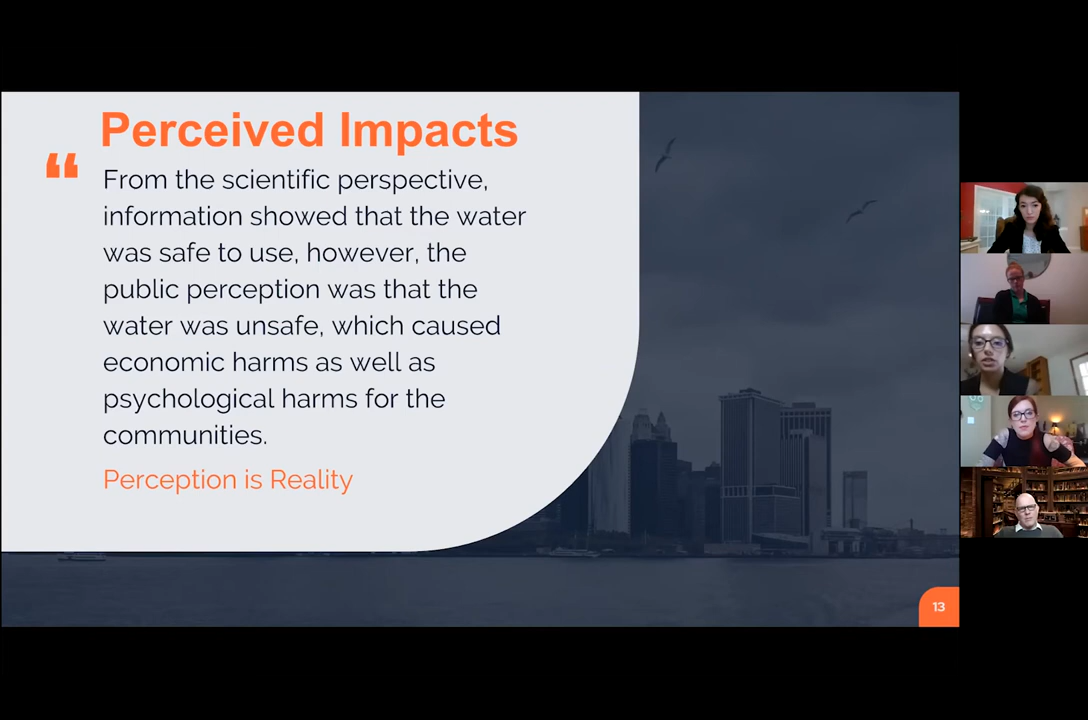 Perceived Impacts
“
From the scientific perspective,
information showed that the water
was safe to use, however, the
public perception was that the
water was unsafe, which caused
economic harms as well as
psychological harms for the
communities.
Perception is Reality
13